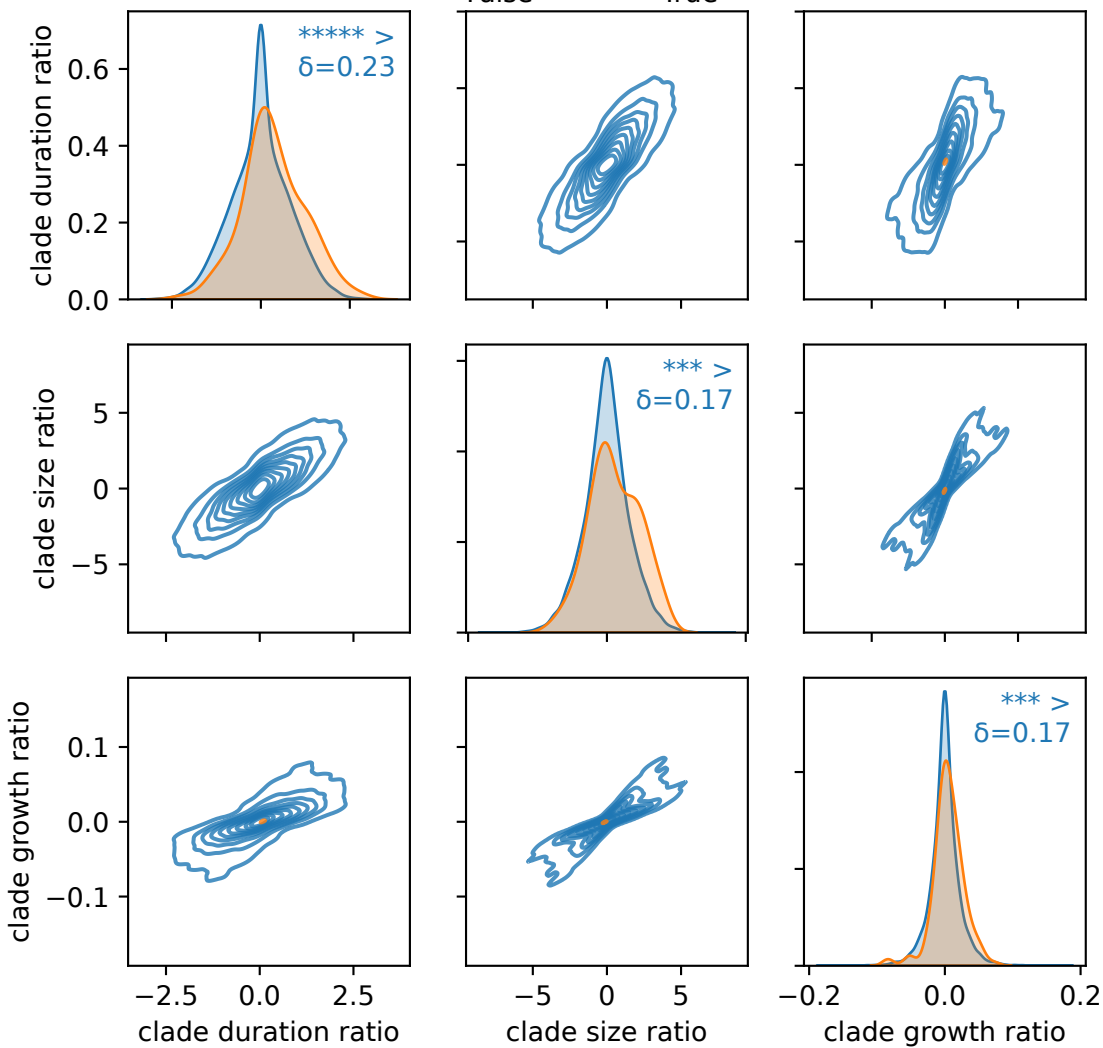 True
clade duration ratio
0.6
0.4
0.2
0.0
***** >
δ=0.23
clade size ratio
5
0
−5
*** >
δ=0.17
clade growth ratio
0.1
0.0
−0.1
*** >
δ=0.17
−2.5 0.0 2.5
−5 0 5
−0.2 0.0 0.2
clade duration ratio
clade size ratio
clade growth ratio